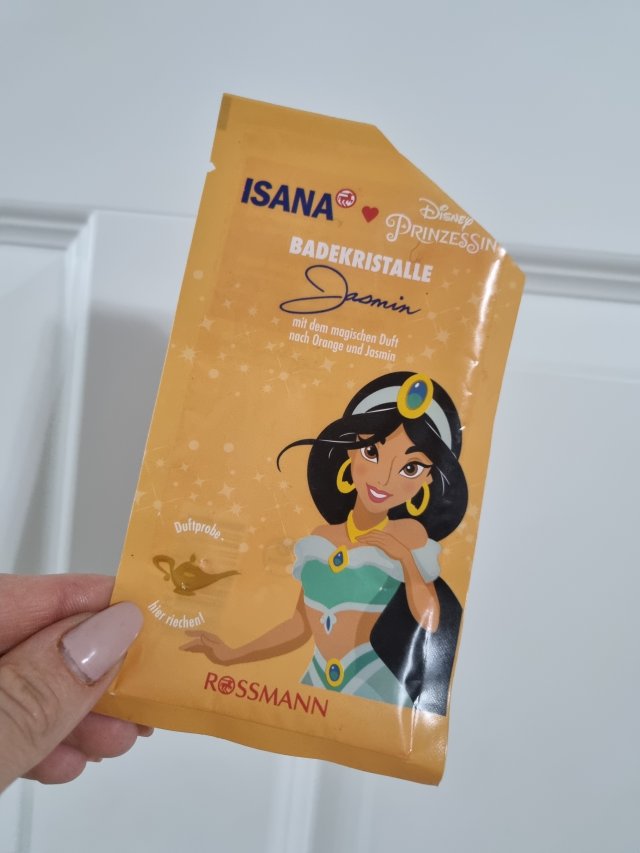 ISANA
Disney
PRINZESSIN
BADEKRISTALLE
Jasmin
mit dem magischen Duft
nach Orange und Jasmin
Duftprobe,
hier riechen!
ROSSMANN